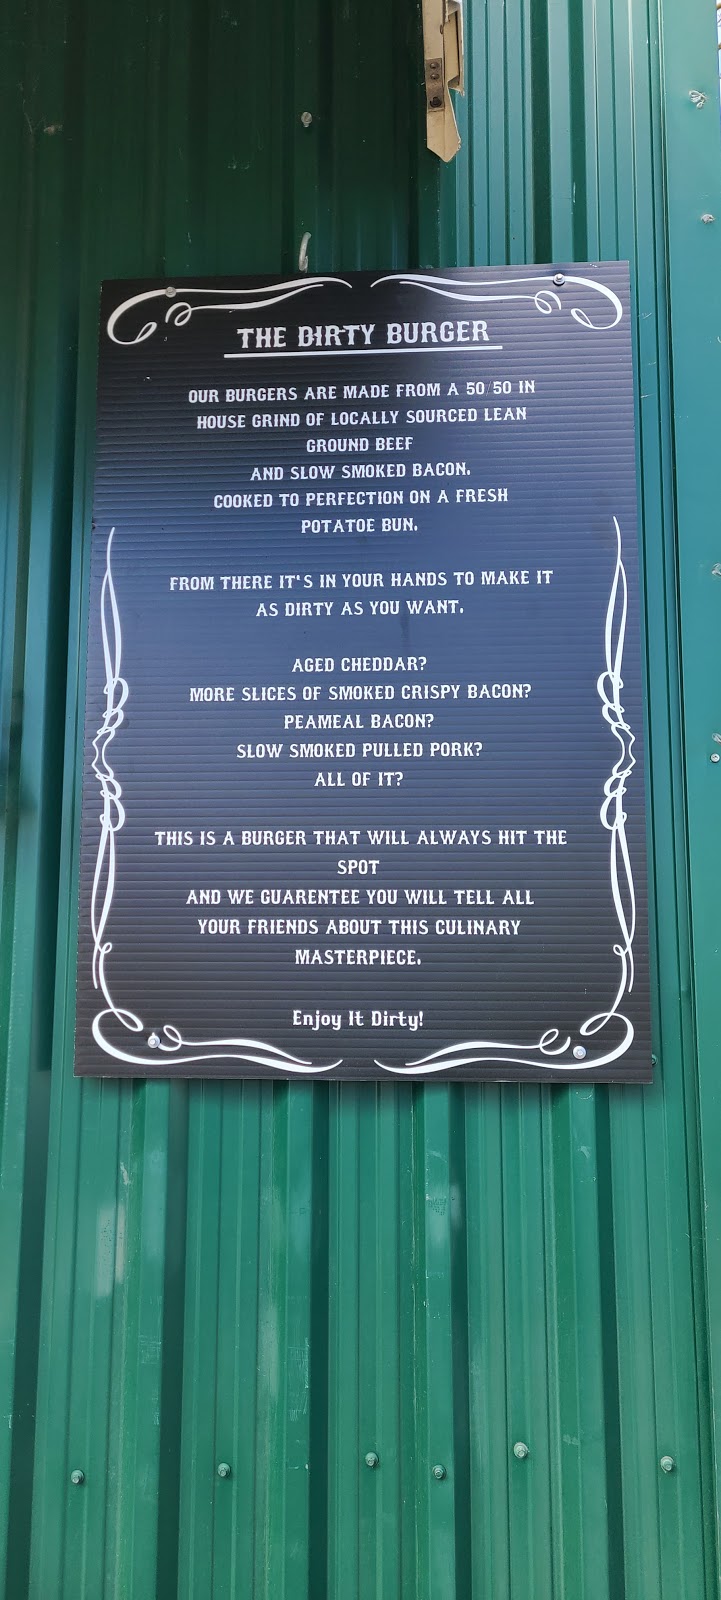 THE DIRTY BURGER
OUR BURGERS ARE MADE FROM A 50/50 IN
HOUSE GRIND OF LOCALLY SOURCED LEAN
GROUND BEEF
AND SLOW SMOKED BACON.
COOKED TO PERFECTION ON A FRESH
POTATOE BUN.
FROM THERE IT'S IN YOUR HANDS TO MAKE IT
AS DIRTY AS YOU WANT.
AGED CHEDDAR?
MORE SLICES OF SMOKED CRISPY BACON?
PEAMEAL BACON?
SLOW SMOKED PULLED PORK?
ALL OF IT?
THIS IS A BURGER THAT WILL ALWAYS HIT THE
SPOT
AND WE GUARENTEE YOU WILL TELL ALL
YOUR FRIENDS ABOUT THIS CULINARY
MASTERPIECE.
Enjoy It Dirty!